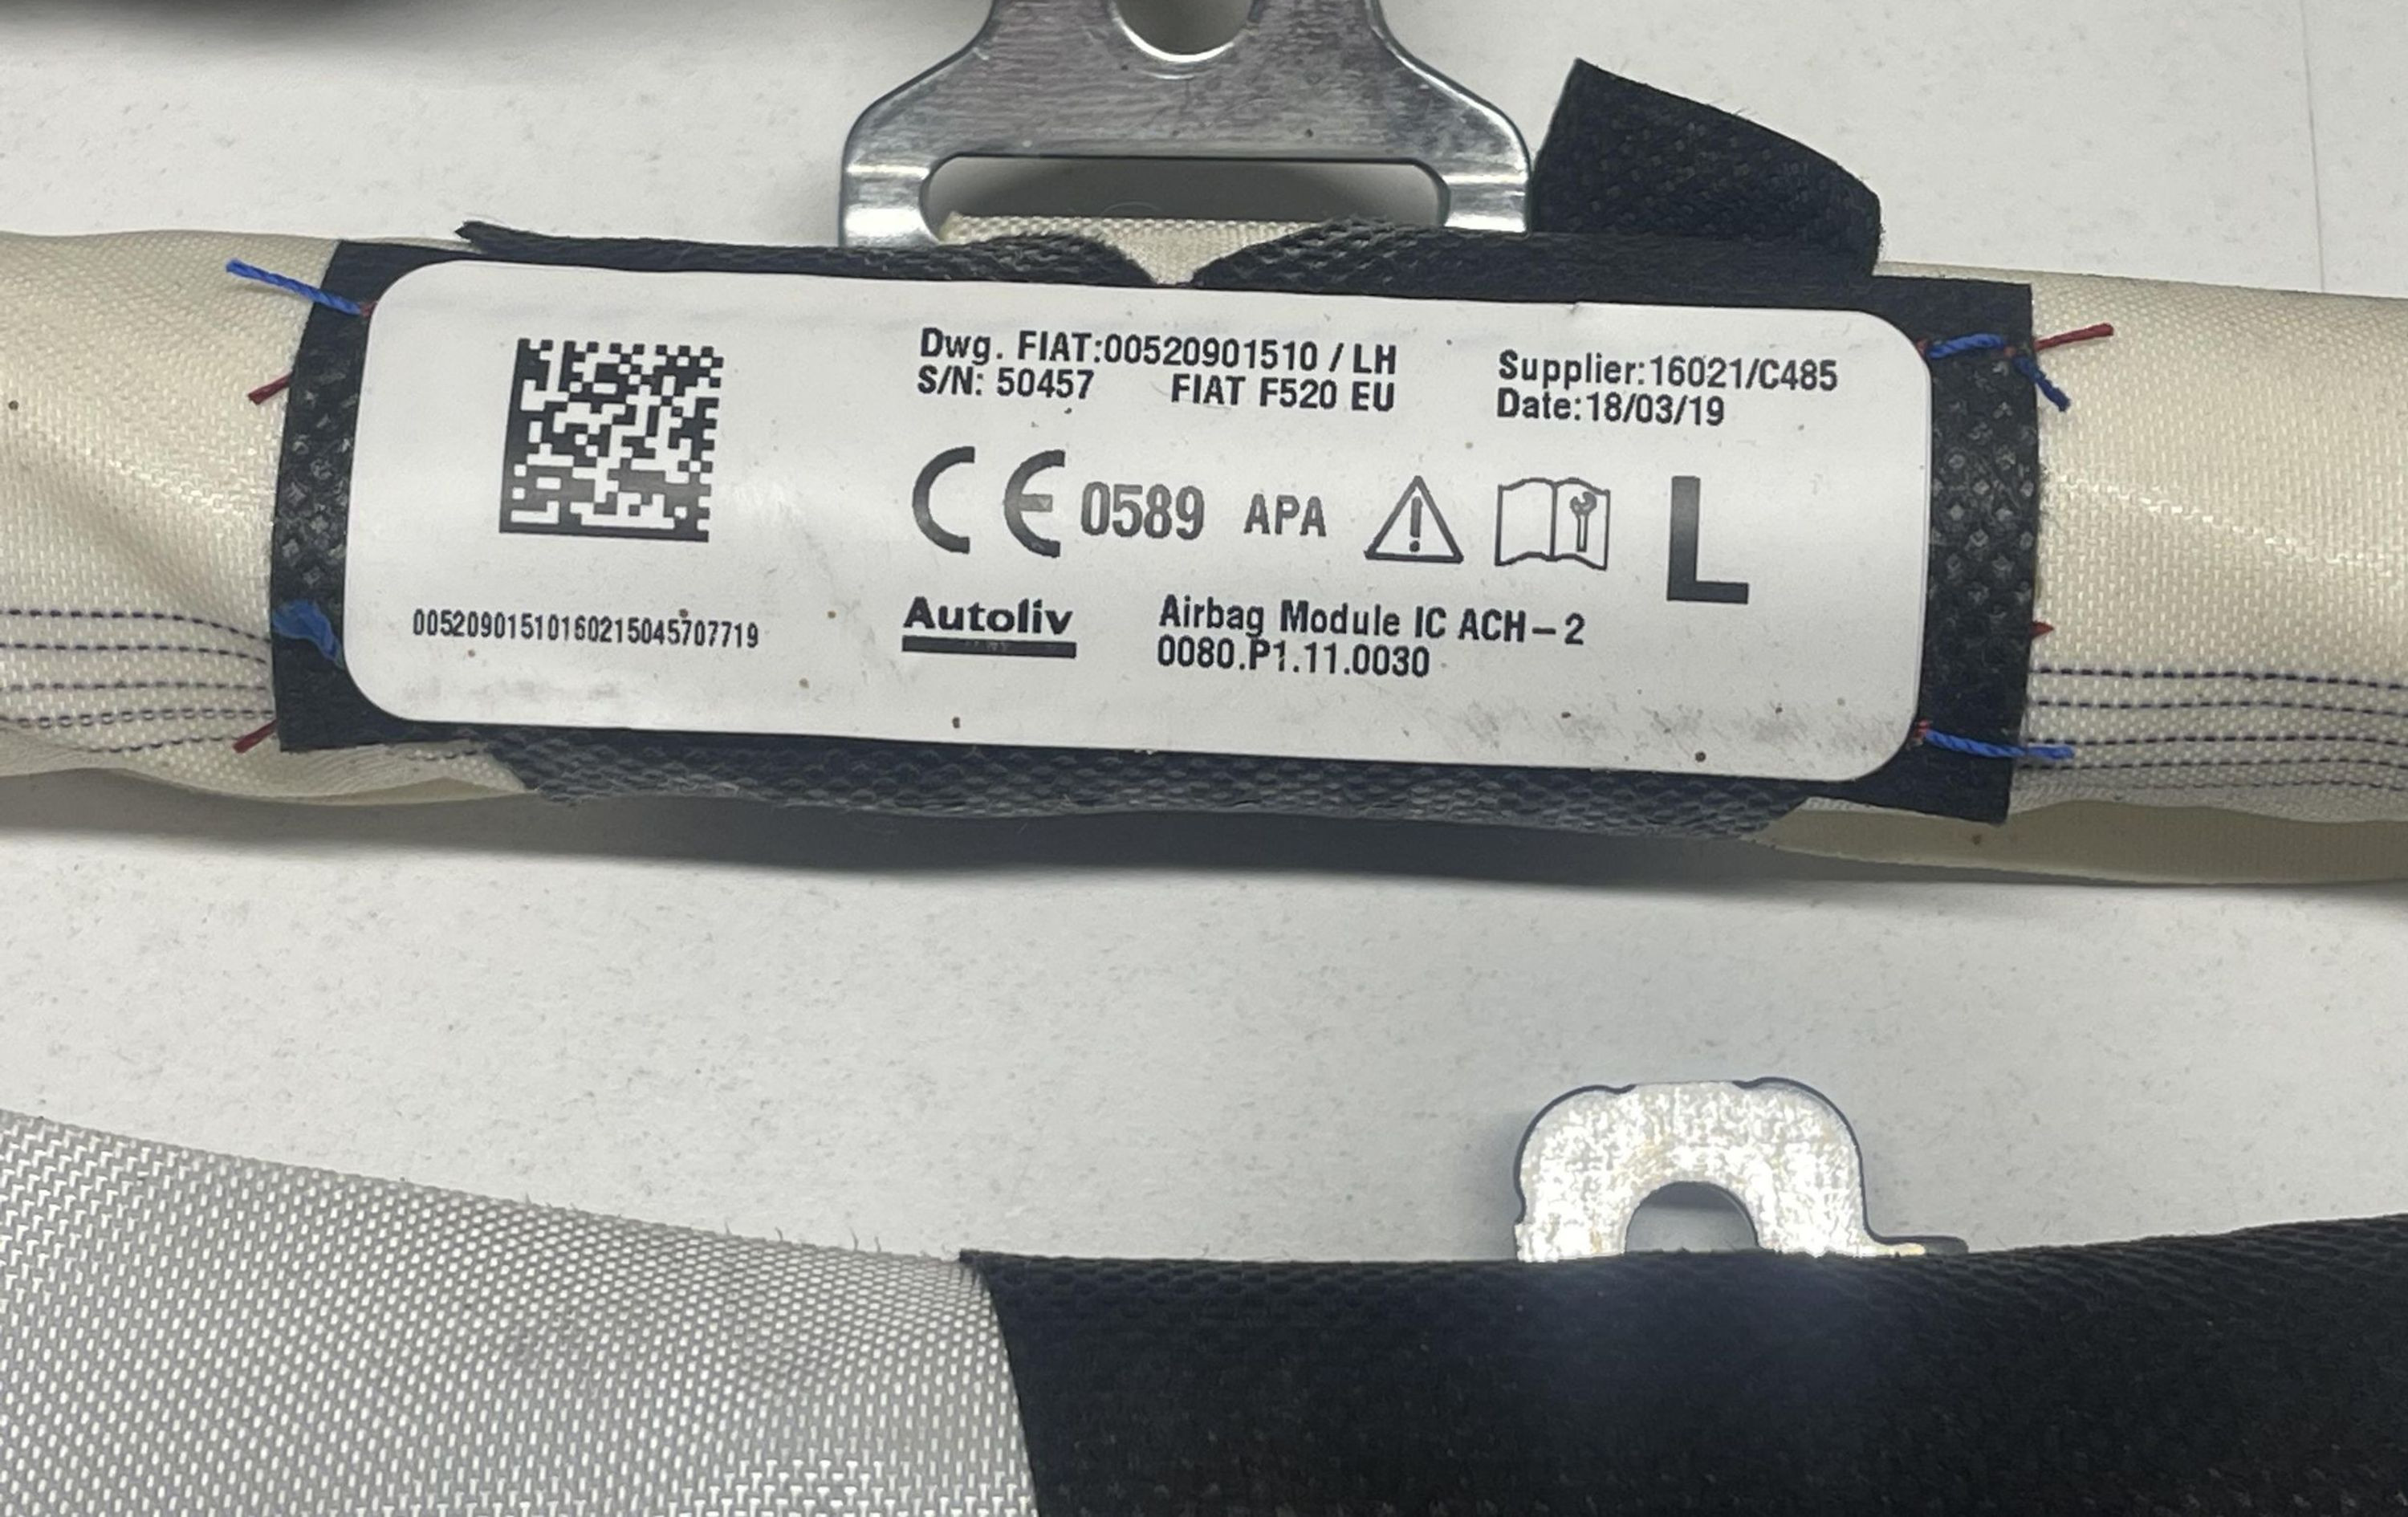 Dwg. FIAT:00520901510 / LH
S/N: 50457 FIAT F520 EU
Supplier:16021/C485
Date:18/03/19
CE 0589 APA
L
00520901510160215045707719
Autoliv
Airbag Module IC ACH-2
0080.P1.11.0030